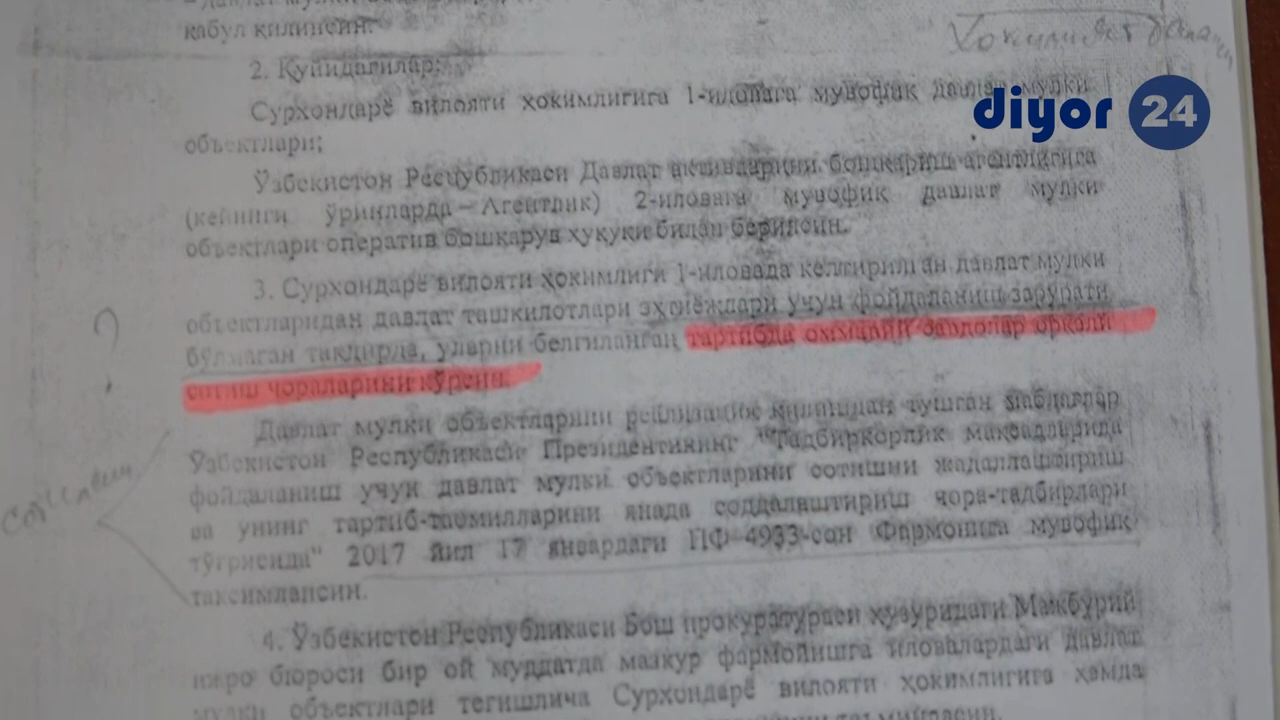 қабул қилинсин.
2. Қуйидагилар:
Сурхондарё вилояти ҳокимлигига 1-иловага мувофиқ давлат мулки
объектлари;
diyor 24
Ўзбекистон Республикаси Давлат активларини бошқариш агентлигига
(кейинги ўринларда – Агентлик) 2-иловага мувофиқ давлат мулки
объектлари оператив бошқарув ҳуқуқи билан берилсин.
3. Сурхондарё вилояти ҳокимлиги 1-иловада келтирилган давлат мулки
объектларидан давлат ташкилотлари эҳтиёжлари учун фойдаланиш зарурати
бўлмаган тақдирда, уларни белгиланган тартибда оммавий савдолар орқали
сотиш чораларини кўрсин.
?
Давлат мулки объектларини реализация қилишдан тушган маблағлар
Ўзбекистон Республикаси Президентининг "Тадбиркорлик мақсадларида
фойдаланиш учун давлат мулки объектларини сотишни жадаллаштириш
ва унинг тартиб-таомилларини янада соддалаштириш чора-тадбирлари
тўғрисида" 2017 йил 17 январдаги ПФ-4933-сон Фармонига мувофиқ
тақсимлансин.
4. Ўзбекистон Республикаси Бош прокуратураси ҳузуридаги Мажбурий
ижро бюроси бир ой муддатда мазкур фармойишга иловалардаги давлат
мулки объектлари тегишлича Сурхондарё вилояти ҳокимлигига ҳамда